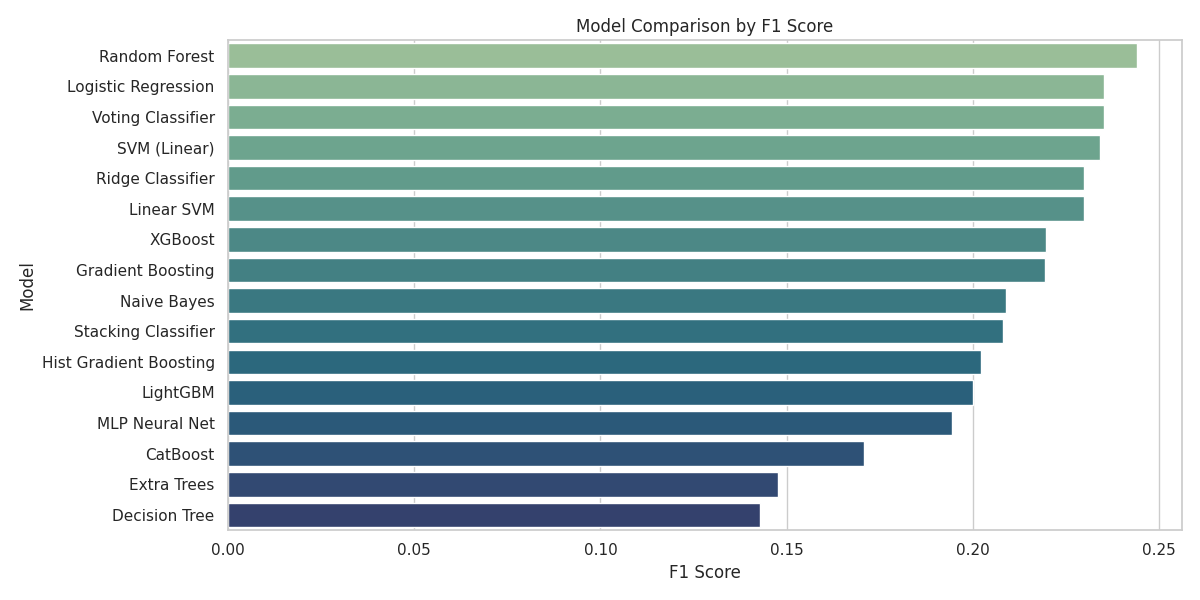 Model Comparison by F1 Score
Model
Random Forest
Logistic Regression
Voting Classifier
SVM (Linear)
Ridge Classifier
Linear SVM
XGBoost
Gradient Boosting
Naive Bayes
Stacking Classifier
Hist Gradient Boosting
LightGBM
MLP Neural Net
CatBoost
Extra Trees
Decision Tree
0.00 0.05 0.10 0.15 0.20 0.25
F1 Score